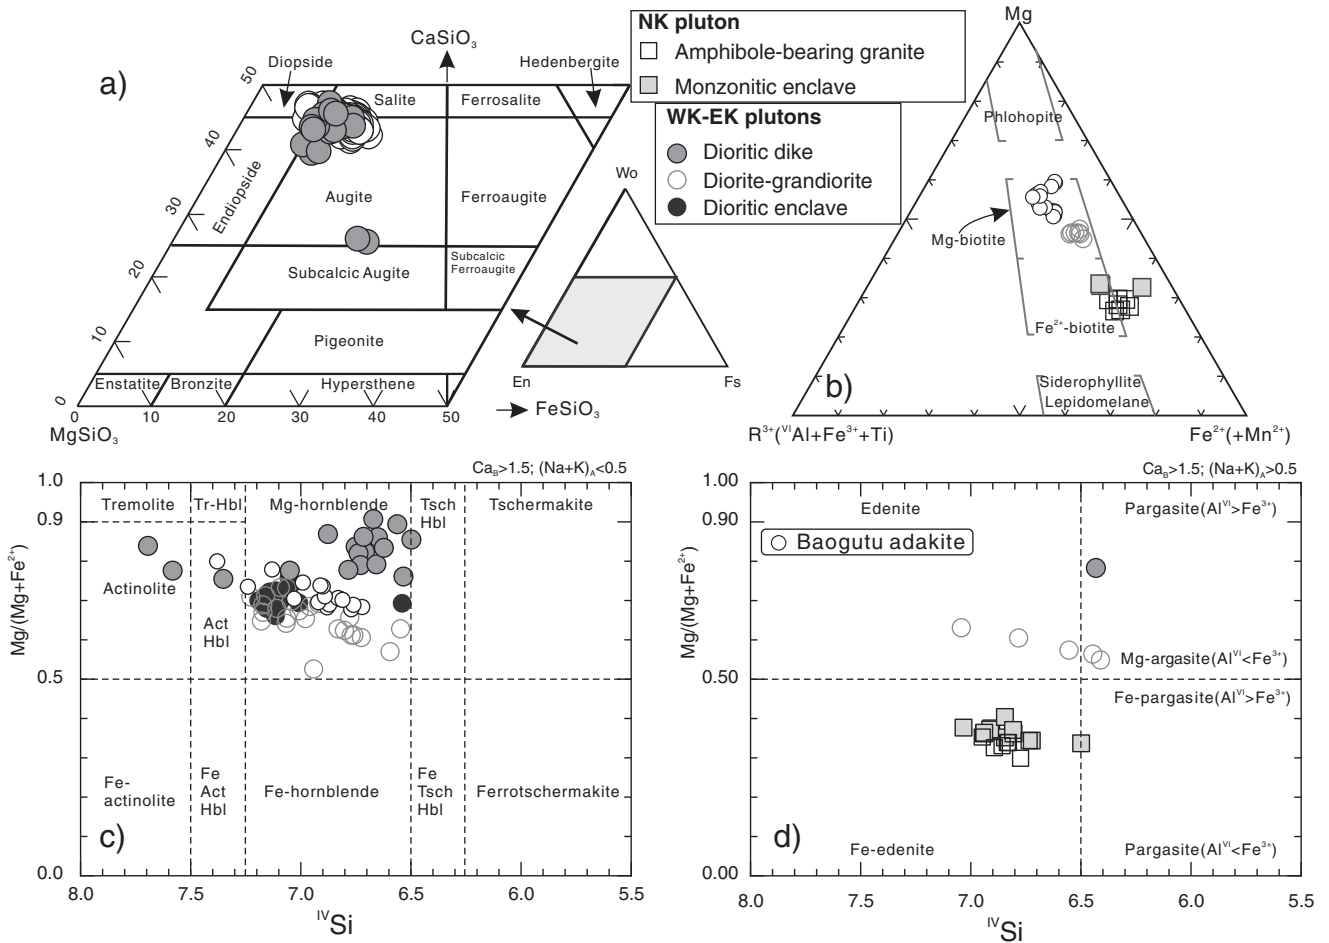 a)
CaSiO₃
Diopside
Hedenbergite
50
Salite
Ferrosalite
40
Endiopside
Augite
Ferroaugite
30
20
Subcalcic Augite
Subcalcic
Ferroaugite
10
Pigeonite
Enstatite
Bronzite
Hypersthene
0
0
10
20
30
40
50
MgSiO₃
FeSiO₃
Wo
En
Fs
NK pluton
Amphibole-bearing granite
Monzonitic enclave
WK-EK plutons
Dioritic dike
Diorite-grandiorite
Dioritic enclave
Mg
Phlohopite
Mg-biotite
Fe²⁺-biotite
b)
Siderophyllite
Lepidomelane
R³⁺(ⱽᴵAl+Fe³⁺+Ti)
Fe²⁺(+Mn²⁺)
Ca_B>1.5; (Na+K)_A<0.5
1.0
Tremolite
Tr-Hbl
Mg-hornblende
Tsch
Hbl
Tschermakite
0.9
Actinolite
Act
Hbl
Mg/(Mg+Fe²⁺)
0.5
Fe-
actinolite
Fe
Act
Hbl
Fe-hornblende
Fe
Tsch
Hbl
Ferrotschermakite
c)
0.0
8.0
7.5
7.0
6.5
6.0
5.5
ᴵⱽSi
Ca_B>1.5; (Na+K)_A>0.5
1.00
Edenite
Pargasite(Alⱽᴵ>Fe³⁺)
0.90
Baogutu adakite
Mg/(Mg+Fe²⁺)
Mg-argasite(Alⱽᴵ<Fe³⁺)
0.50
Fe-pargasite(Alⱽᴵ>Fe³⁺)
d)
Fe-edenite
Pargasite(Alⱽᴵ<Fe³⁺)
0.00
8.0
7.5
7.0
6.5
6.0
5.5
ᴵⱽSi